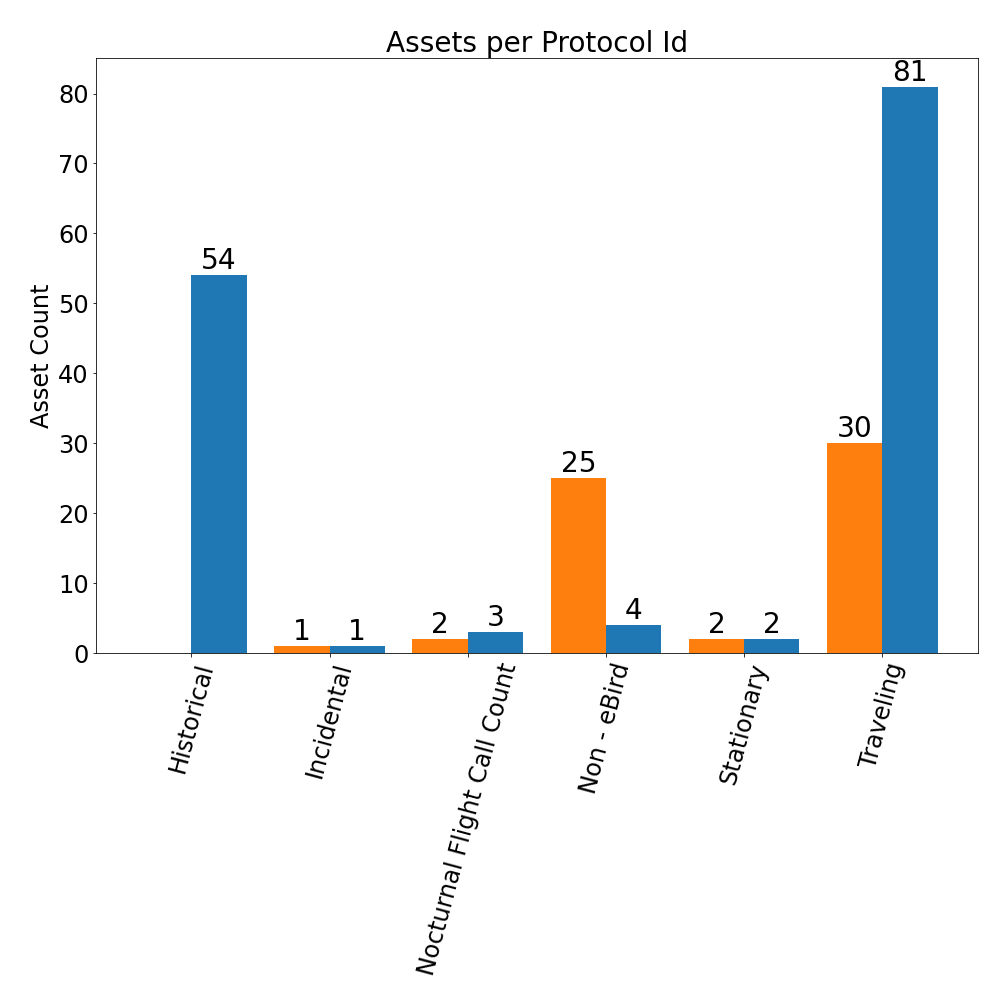 Assets per Protocol Id
Asset Count
80
70
60
50
40
30
20
10
0
54
1
1
2
3
25
4
2
2
30
81
Historical
Incidental
Nocturnal Flight Call Count
Non - eBird
Stationary
Traveling